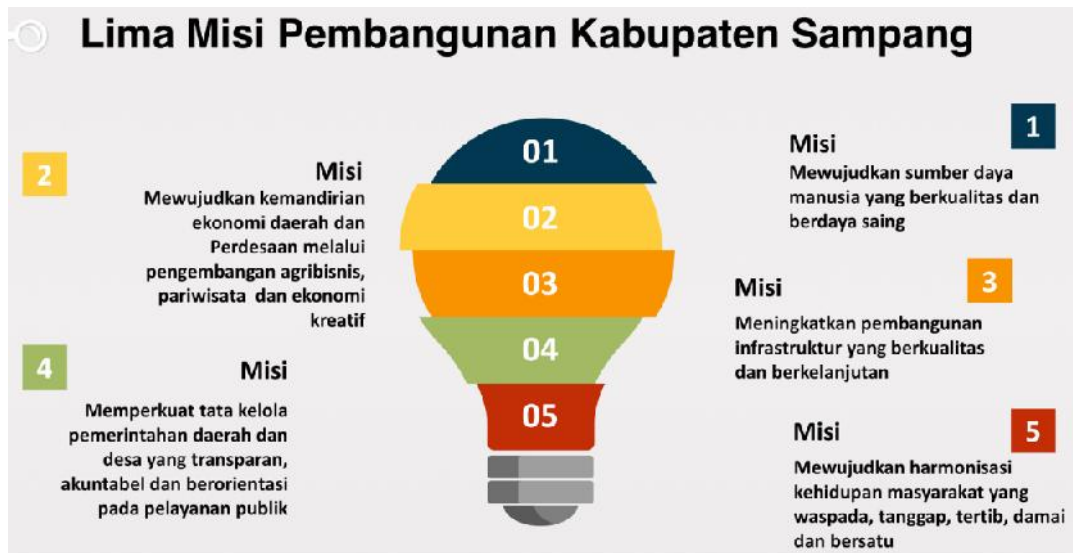 Lima Misi Pembangunan Kabupaten Sampang
1
Misi
Mewujudkan sumber daya
manusia yang berkualitas dan
berdaya saing
2
Misi
Mewujudkan kemandirian
ekonomi daerah dan
Perdesaan melalui
pengembangan agribisnis,
pariwisata dan ekonomi
kreatif
3
Misi
Meningkatkan pembangunan
infrastruktur yang berkualitas
dan berkelanjutan
4
Misi
Memperkuat tata kelola
pemerintahan daerah dan
desa yang transparan,
akuntabel dan berorientasi
pada pelayanan publik
5
Misi
Mewujudkan harmonisasi
kehidupan masyarakat yang
waspada, tanggap, tertib, damai
dan bersatu
01
02
03
04
05